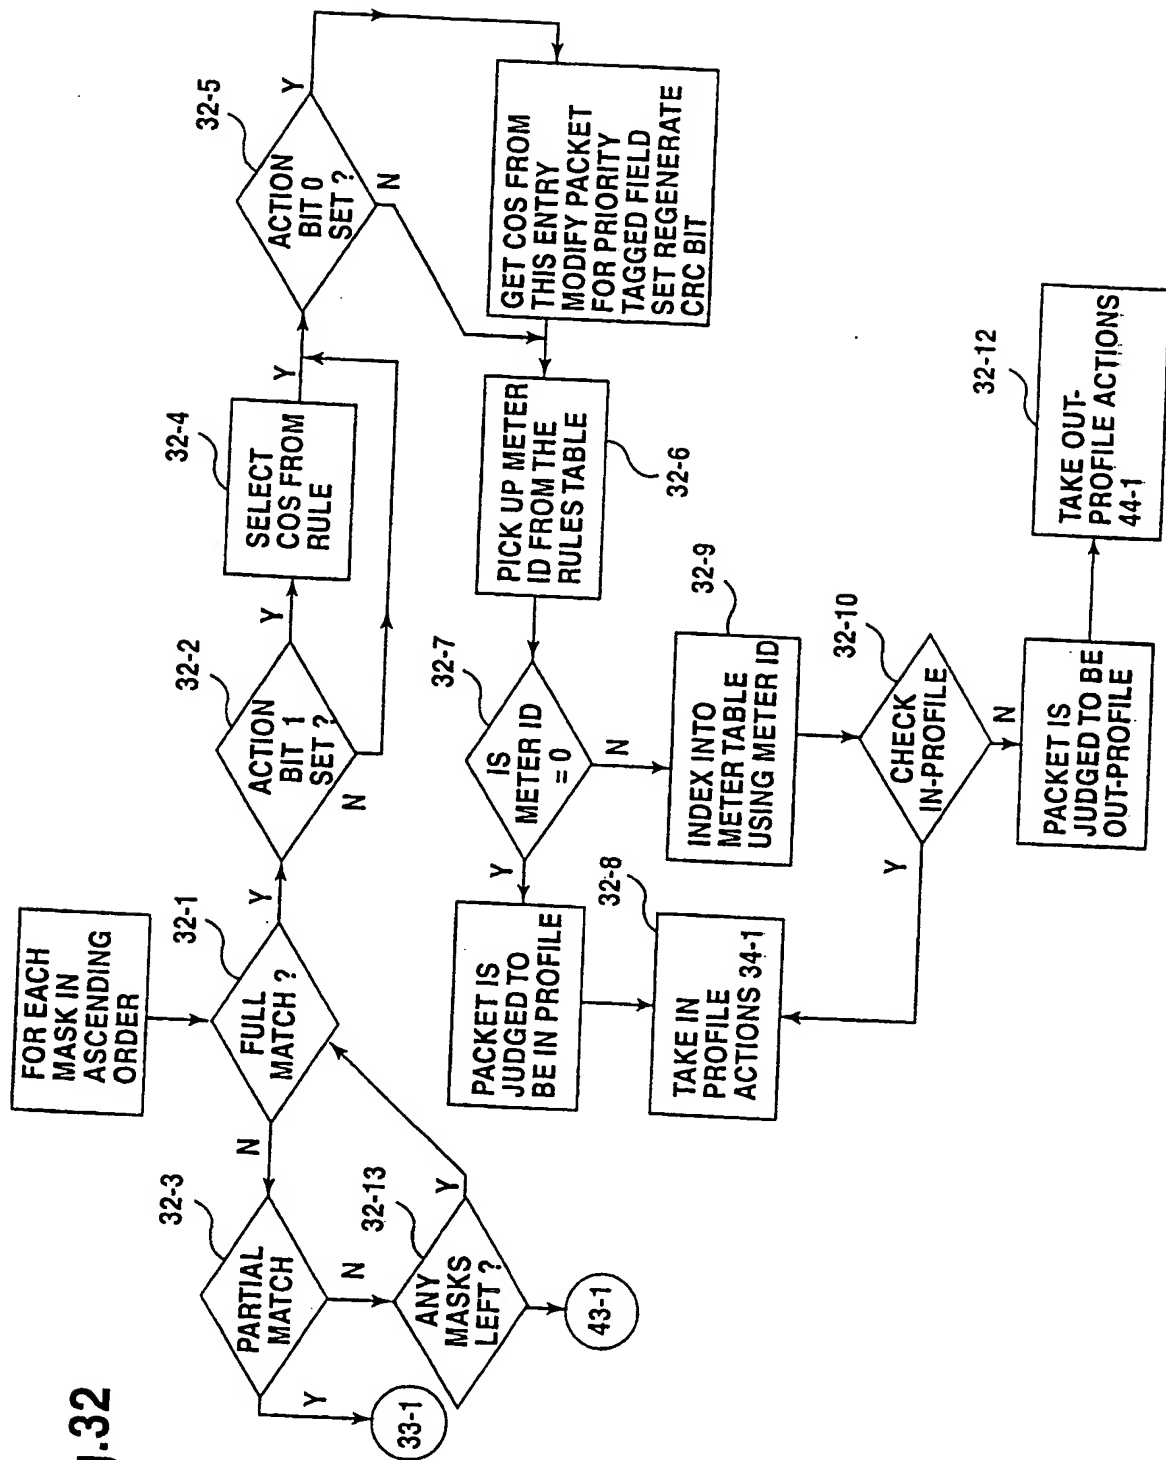 FOR EACH
MASK IN
ASCENDING
ORDER
32-1
FULL
MATCH ?
Y
N
32-2
ACTION
BIT 1
SET ?
Y
N
32-4
SELECT
COS FROM
RULE
Y
32-5
ACTION
BIT 0
SET ?
Y
N
GET COS FROM
THIS ENTRY
MODIFY PACKET
FOR PRIORITY
TAGGED FIELD
SET REGENERATE
CRC BIT
32-3
PARTIAL
MATCH
Y
N
33-1
32-13
ANY
MASKS
LEFT ?
Y
43-1
PICK UP METER
ID FROM THE
RULES TABLE
32-6
32-7
IS
METER ID
= 0
Y
N
PACKET IS
JUDGED TO
BE IN PROFILE
32-8
TAKE IN
PROFILE
ACTIONS 34-1
INDEX INTO
METER TABLE
USING METER ID
32-9
32-10
CHECK
IN-PROFILE
Y
N
PACKET IS
JUDGED TO BE
OUT-PROFILE
32-12
TAKE OUT-
PROFILE ACTIONS
44-1
.32